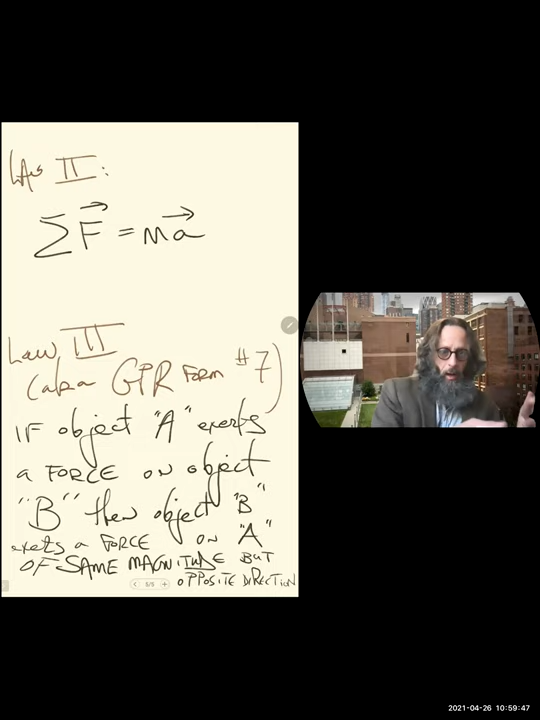 Law II:
∑F⃗ = ma⃗
Law III
(aka GPR FORM #7)
IF object "A" exerts
a FORCE ON object
"B" then object "B"
exerts a FORCE ON "A"
OF SAME MAGNITUDE BUT
OPPOSITE DIRECTION
5/5
2021-04-26 10:59:47